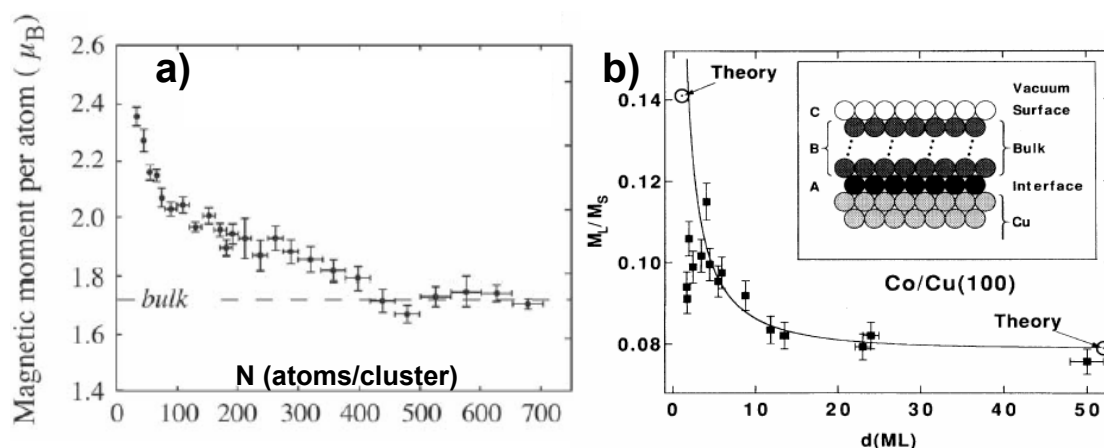 a)
Magnetic moment per atom ( μB)
2.6
2.4
2.2
2.0
1.8
1.6
1.4
bulk
N (atoms/cluster)
0 100 200 300 400 500 600 700
b)
ML/MS
0.14
0.12
0.10
0.08
Theory
Vacuum
C Surface
B Bulk
A Interface
Cu
Co/Cu(100)
Theory
0 10 20 30 40 50
d(ML)